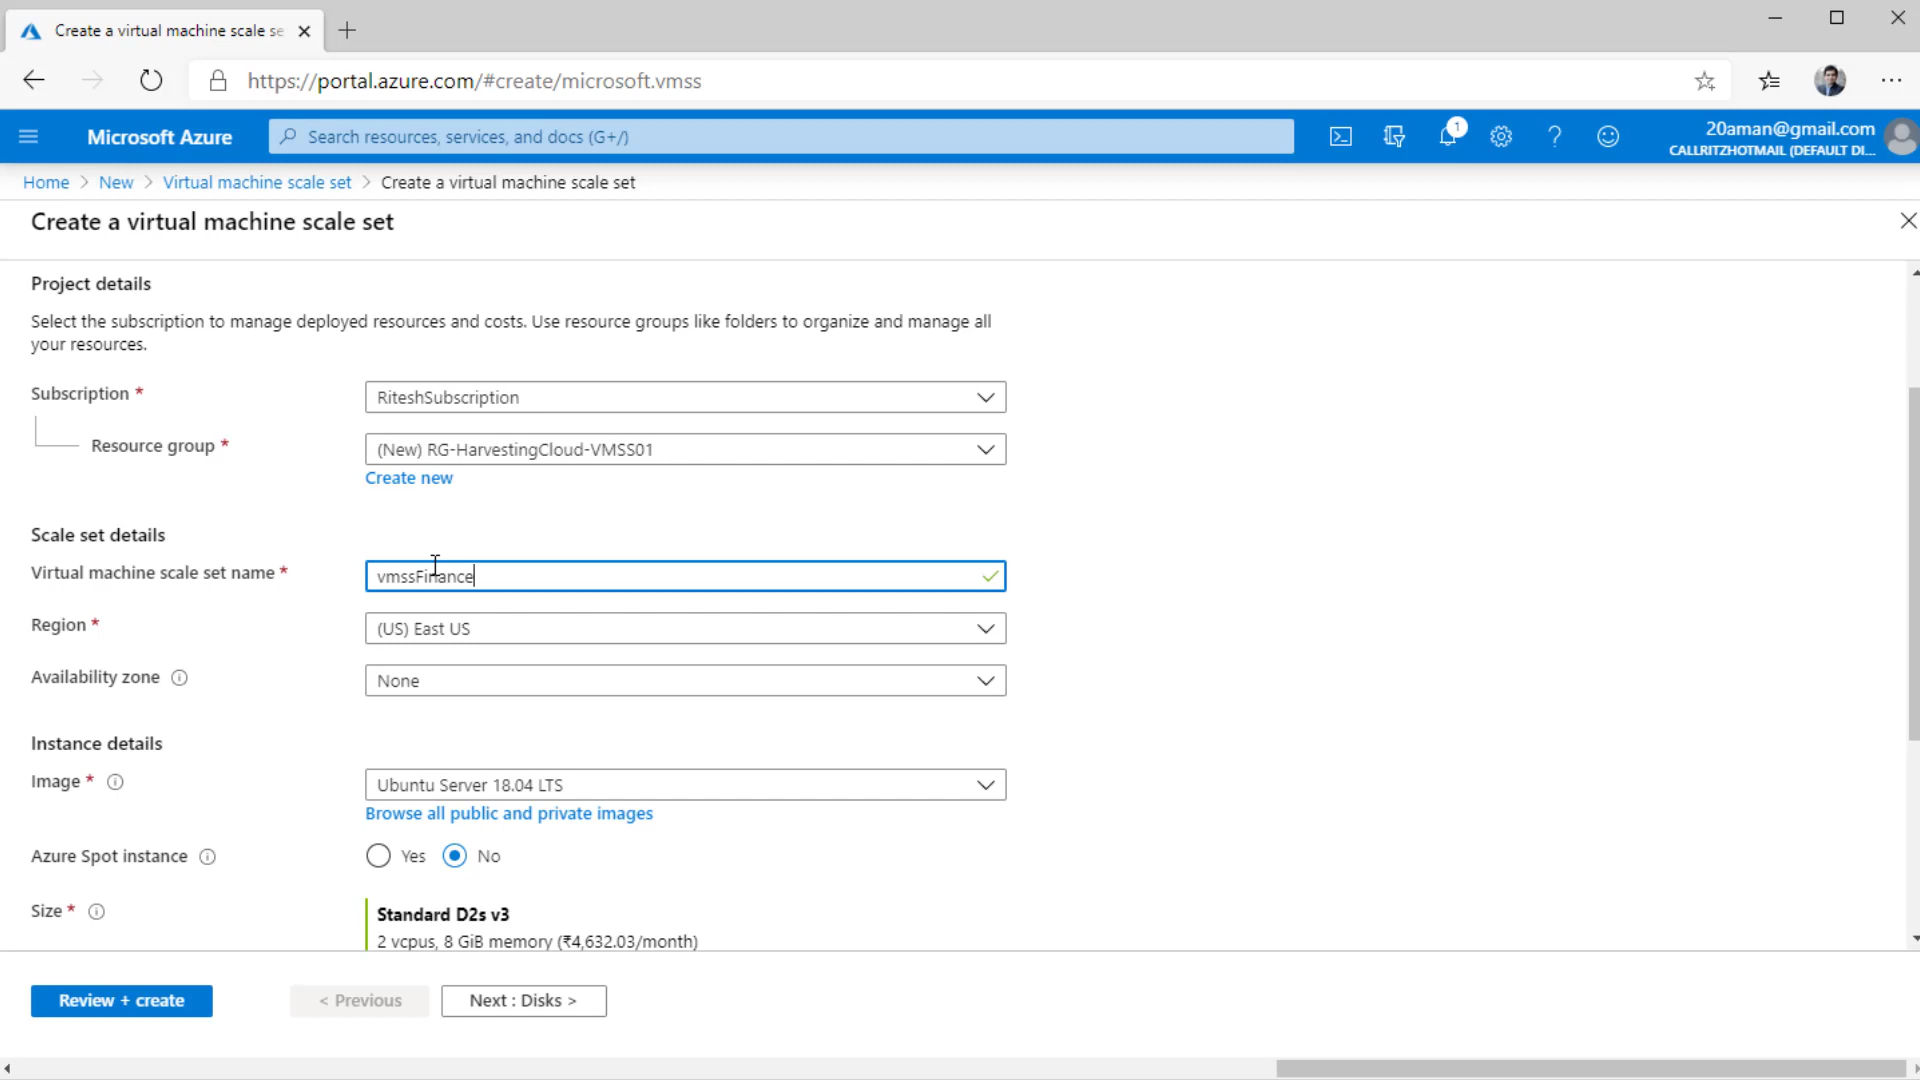 Create a virtual machine scale se
https://portal.azure.com/#create/microsoft.vmss
Microsoft Azure
Search resources, services, and docs (G+/)
1
20aman@gmail.com
CALLRITZHOTMAIL (DEFAULT DI...
Home > New > Virtual machine scale set > Create a virtual machine scale set
Create a virtual machine scale set
Project details
Select the subscription to manage deployed resources and costs. Use resource groups like folders to organize and manage all
your resources.
Subscription *
RiteshSubscription
Resource group *
(New) RG-HarvestingCloud-VMSS01
Create new
Scale set details
Virtual machine scale set name *
vmssFinance
Region *
(US) East US
Availability zone
None
Instance details
Image *
Ubuntu Server 18.04 LTS
Browse all public and private images
Azure Spot instance
Yes No
Size *
Standard D2s v3
2 vcpus, 8 GiB memory (₹4,632.03/month)
Review + create
< Previous
Next : Disks >